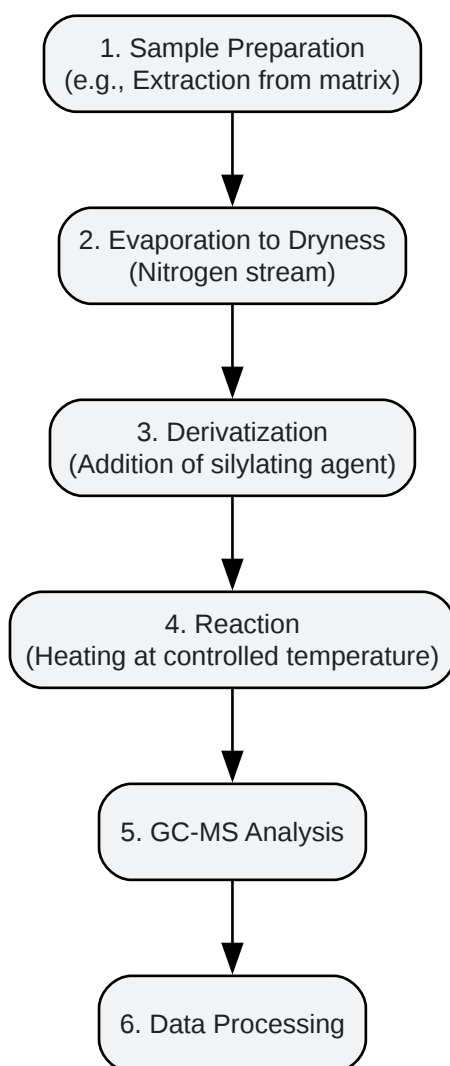 1. Sample Preparation
(e.g., Extraction from matrix)
2. Evaporation to Dryness
(Nitrogen stream)
3. Derivatization
(Addition of silylating agent)
4. Reaction
(Heating at controlled temperature)
5. GC-MS Analysis
6. Data Processing